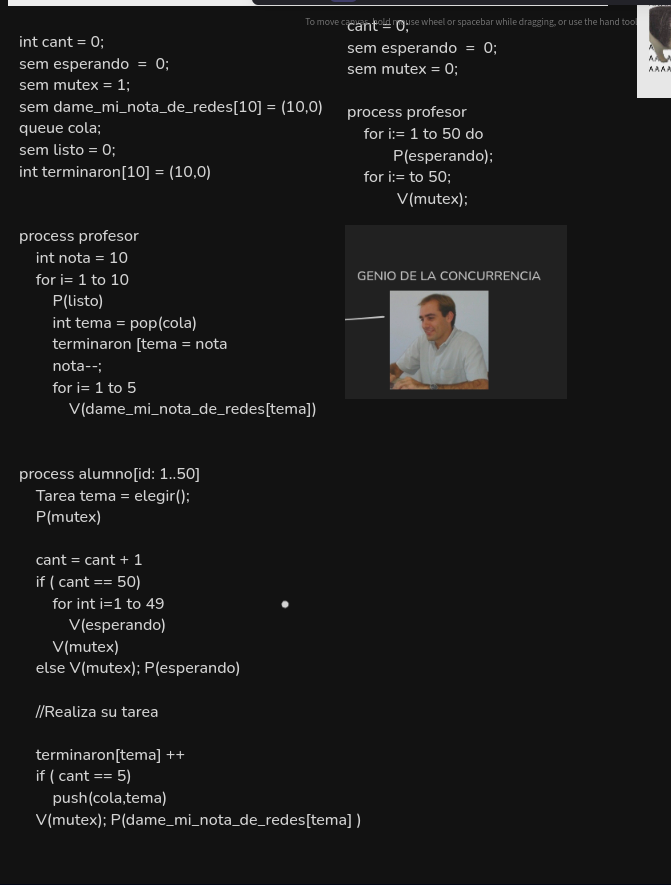 To move canvas, hold mouse wheel or spacebar while dragging, or use the hand tool
int cant = 0;
sem esperando  =  0;
sem mutex = 1;
sem dame_mi_nota_de_redes[10] = (10,0)
queue cola;
sem listo = 0;
int terminaron[10] = (10,0)
process profesor
int nota = 10
for i= 1 to 10
P(listo)
int tema = pop(cola)
terminaron [tema = nota
nota--;
for i= 1 to 5
V(dame_mi_nota_de_redes[tema])
process alumno[id: 1..50]
Tarea tema = elegir();
P(mutex)
cant = cant + 1
if ( cant == 50)
for int i=1 to 49
V(esperando)
V(mutex)
else V(mutex); P(esperando)
//Realiza su tarea
terminaron[tema] ++
if ( cant == 5)
push(cola,tema)
V(mutex); P(dame_mi_nota_de_redes[tema] )
cant = 0;
sem esperando  =  0;
sem mutex = 0;
process profesor
for i:= 1 to 50 do
P(esperando);
for i:= to 50;
V(mutex);
GENIO DE LA CONCURRENCIA